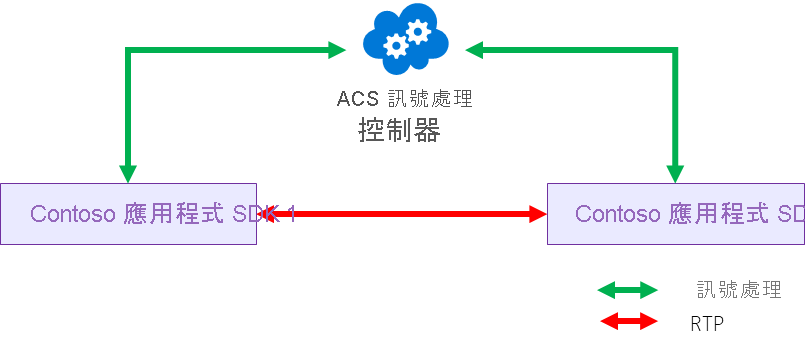 ACS 訊號處理
控制器
Contoso 應用程式 SDK 1
Contoso 應用程式 SD
訊號處理
RTP